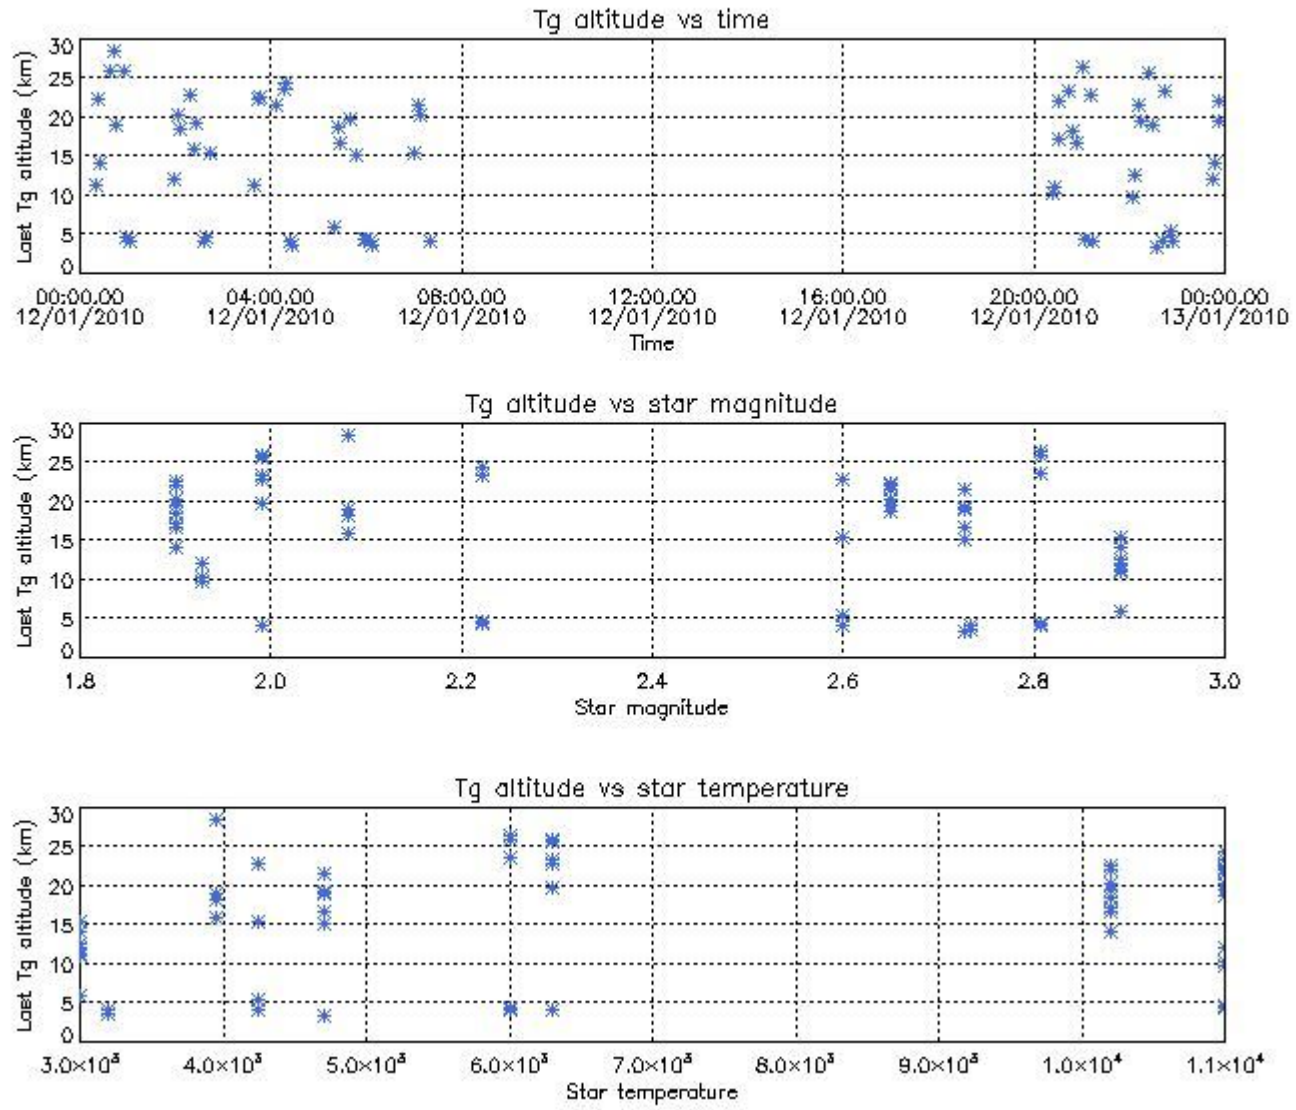 Tg altitude vs time
Last Tg altitude (km)
30
25
20
15
10
5
0
00:00.00 04:00.00 08:00.00 12:00.00 16:00.00 20:00.00 00:00.00
12/01/2010 12/01/2010 12/01/2010 12/01/2010 12/01/2010 12/01/2010 13/01/2010
Time
Tg altitude vs star magnitude
Last Tg altitude (km)
30
25
20
15
10
5
0
1.8 2.0 2.2 2.4 2.6 2.8 3.0
Star magnitude
Tg altitude vs star temperature
Last Tg altitude (km)
30
25
20
15
10
5
0
3.0×10³ 4.0×10³ 5.0×10³ 6.0×10³ 7.0×10³ 8.0×10³ 9.0×10³ 1.0×10⁴ 1.1×10⁴
Star temperature